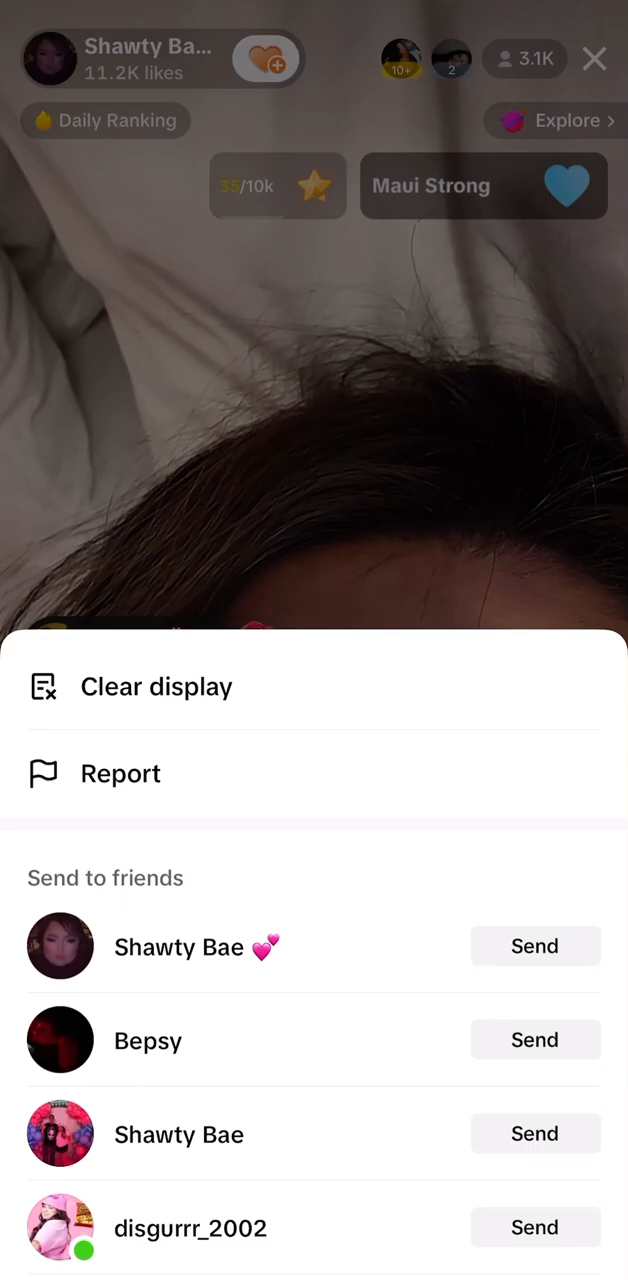 Shawty Ba...
11.2K likes
10+
2
3.1K
Daily Ranking
Explore >
35/10k
Maui Strong
Clear display
Report
Send to friends
Shawty Bae 💕
Send
Bepsy
Send
Shawty Bae
Send
disgurrr_2002
Send